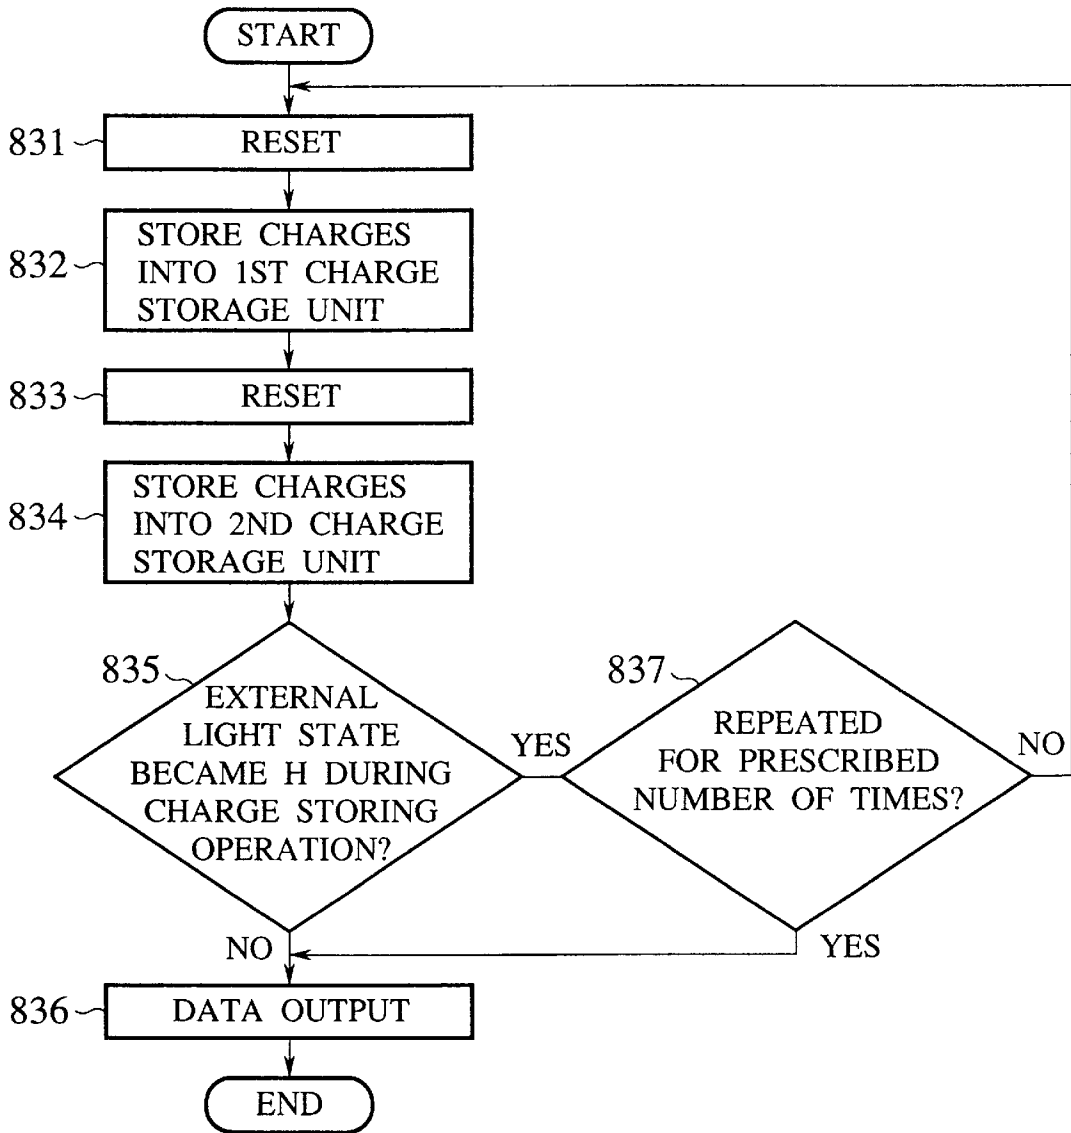 START
831
RESET
832
STORE CHARGES
INTO 1ST CHARGE
STORAGE UNIT
833
RESET
834
STORE CHARGES
INTO 2ND CHARGE
STORAGE UNIT
835
EXTERNAL
LIGHT STATE
BECAME H DURING
CHARGE STORING
OPERATION?
YES
837
REPEATED
FOR PRESCRIBED
NUMBER OF TIMES?
NO
NO
YES
836
DATA OUTPUT
END